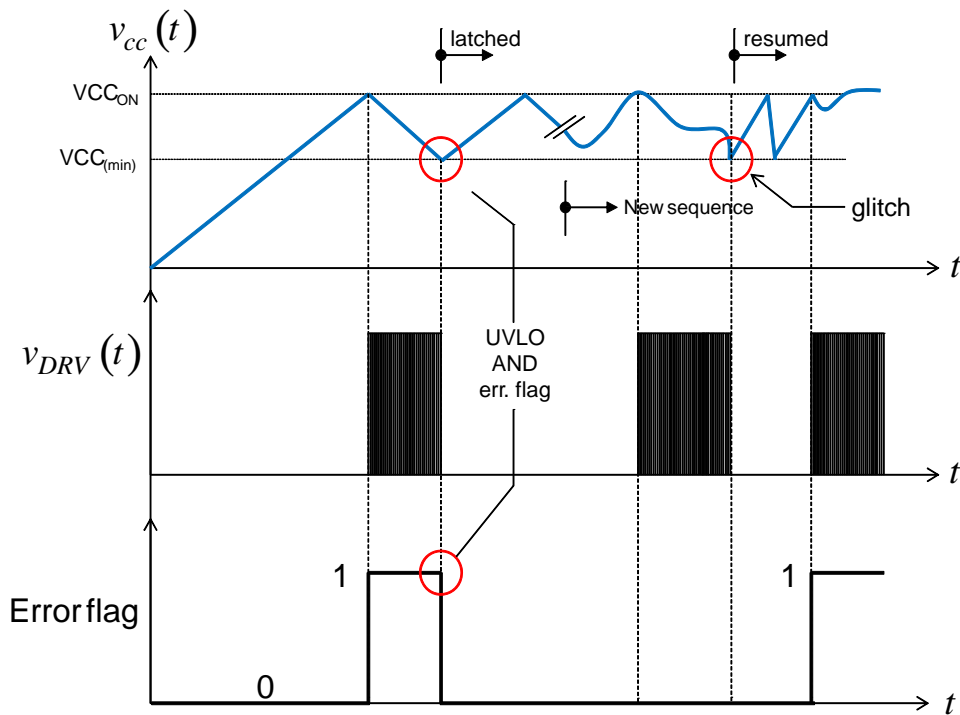 vcc(t)
latched
resumed
VCCON
VCC(min)
New sequence
glitch
t
vDRV(t)
UVLO
AND
err. flag
t
1
1
Error flag
0
t